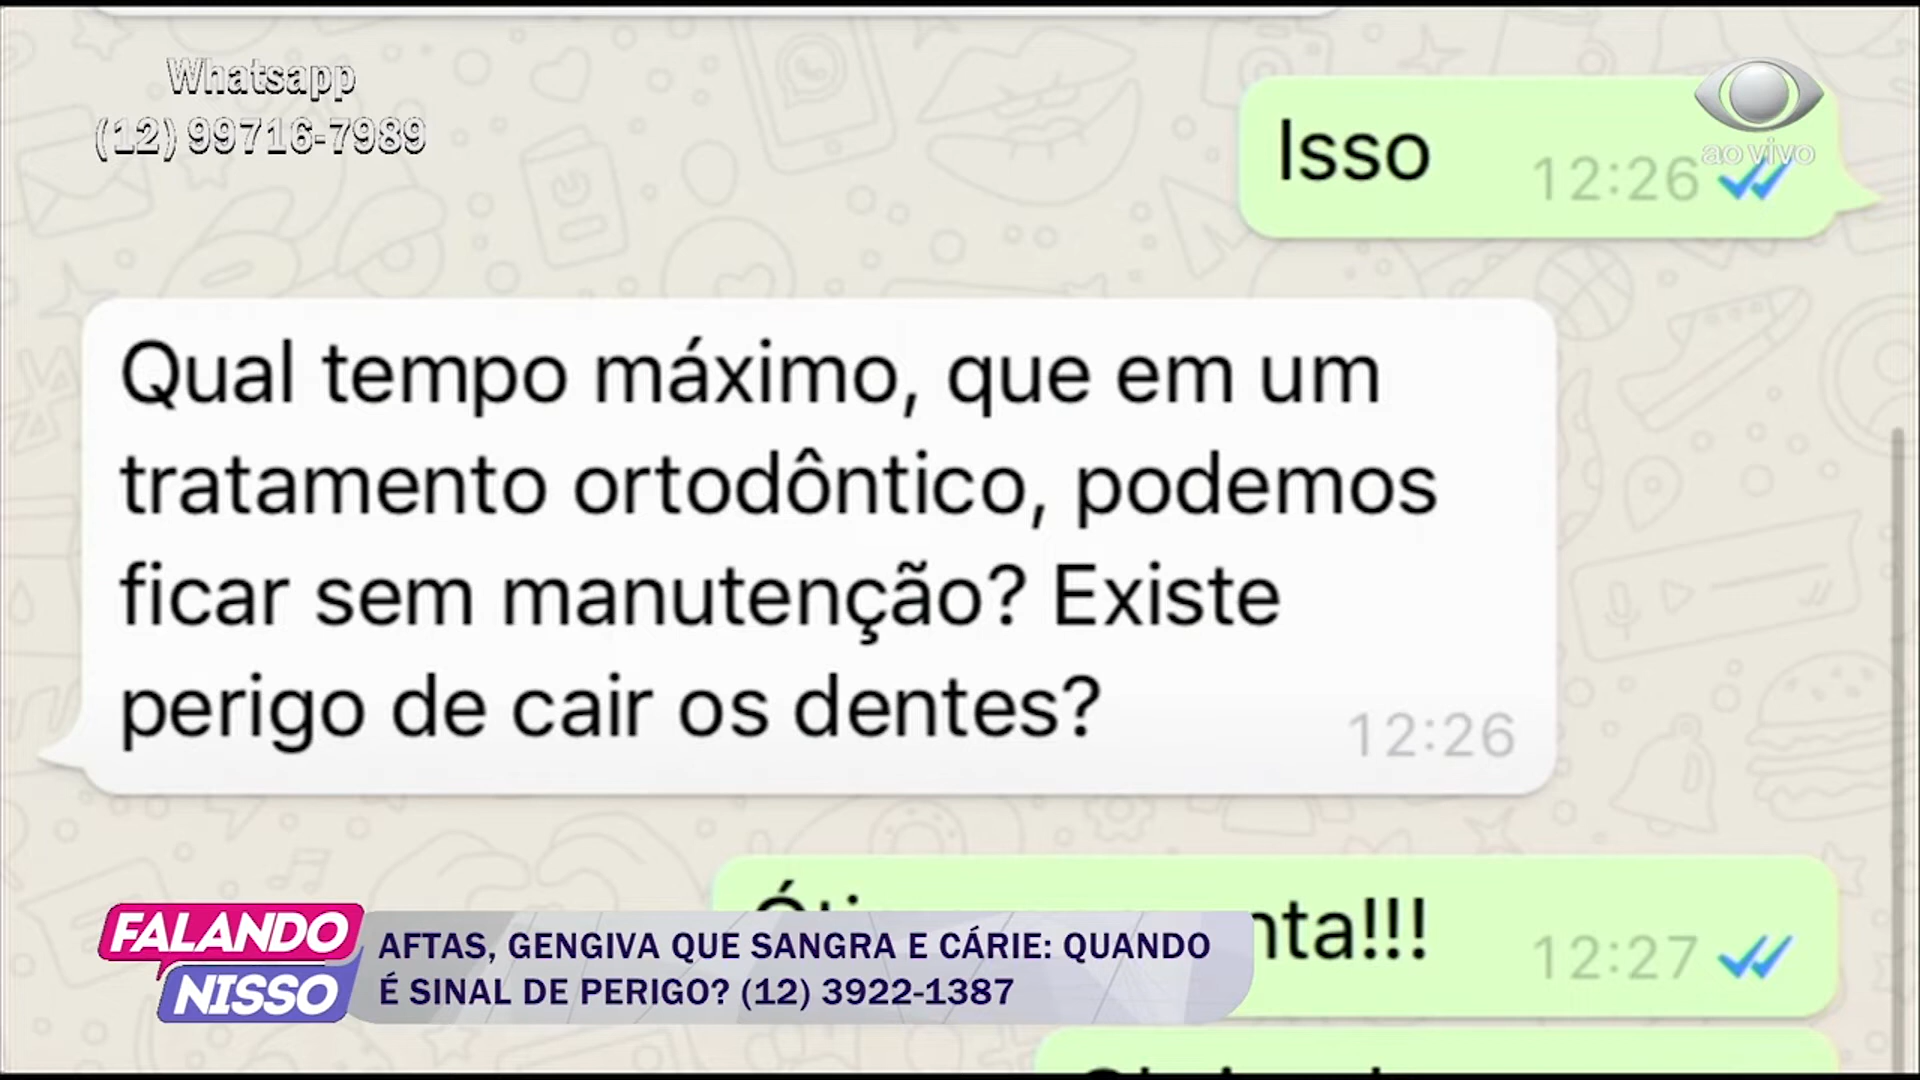 Whatsapp
(12) 99716-7989
Isso
12:26
ao vivo
Qual tempo máximo, que em um
tratamento ortodôntico, podemos
ficar sem manutenção? Existe
perigo de cair os dentes?
12:26
12:27
FALANDO
NISSO
AFTAS, GENGIVA QUE SANGRA E CÁRIE: QUANDO
É SINAL DE PERIGO? (12) 3922-1387